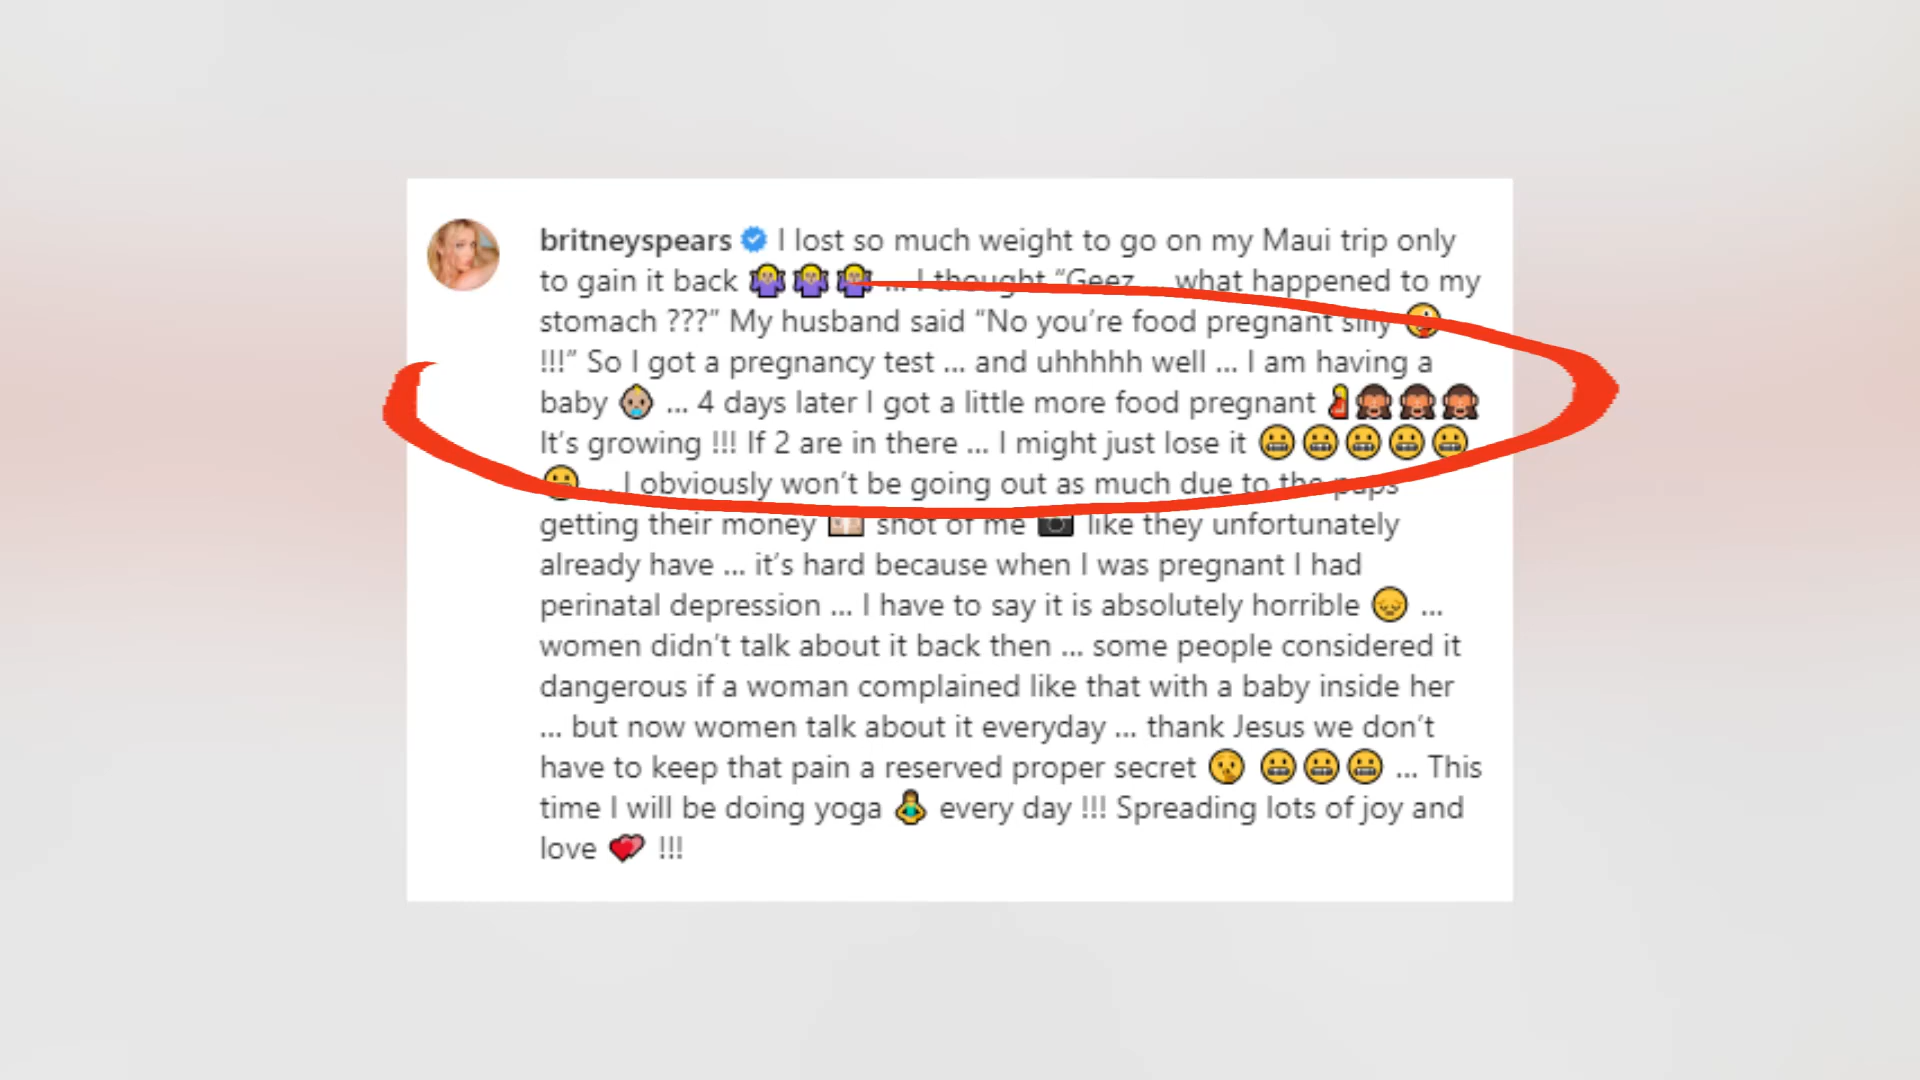 britneyspears I lost so much weight to go on my Maui trip only
to gain it back 🤷🏼‍♀️🤷🏼‍♀️🤷🏼‍♀️ ... I thought “Geez ... what happened to my
stomach ???” My husband said “No you’re food pregnant silly 🤪
!!!” So I got a pregnancy test ... and uhhhhh well ... I am having a
baby 👶🏼 ... 4 days later I got a little more food pregnant 🤰🙈🙈🙈
It’s growing !!! If 2 are in there ... I might just lose it 😬😬😬😬😬
😬 ... I obviously won’t be going out as much due to the paps
getting their money 💵 shot of me 📷 like they unfortunately
already have ... it’s hard because when I was pregnant I had
perinatal depression ... I have to say it is absolutely horrible 😞 ...
women didn’t talk about it back then ... some people considered it
dangerous if a woman complained like that with a baby inside her
... but now women talk about it everyday ... thank Jesus we don’t
have to keep that pain a reserved proper secret 🤫 😬😬😬 ... This
time I will be doing yoga 🧘‍♀️ every day !!! Spreading lots of joy and
love 💕 !!!